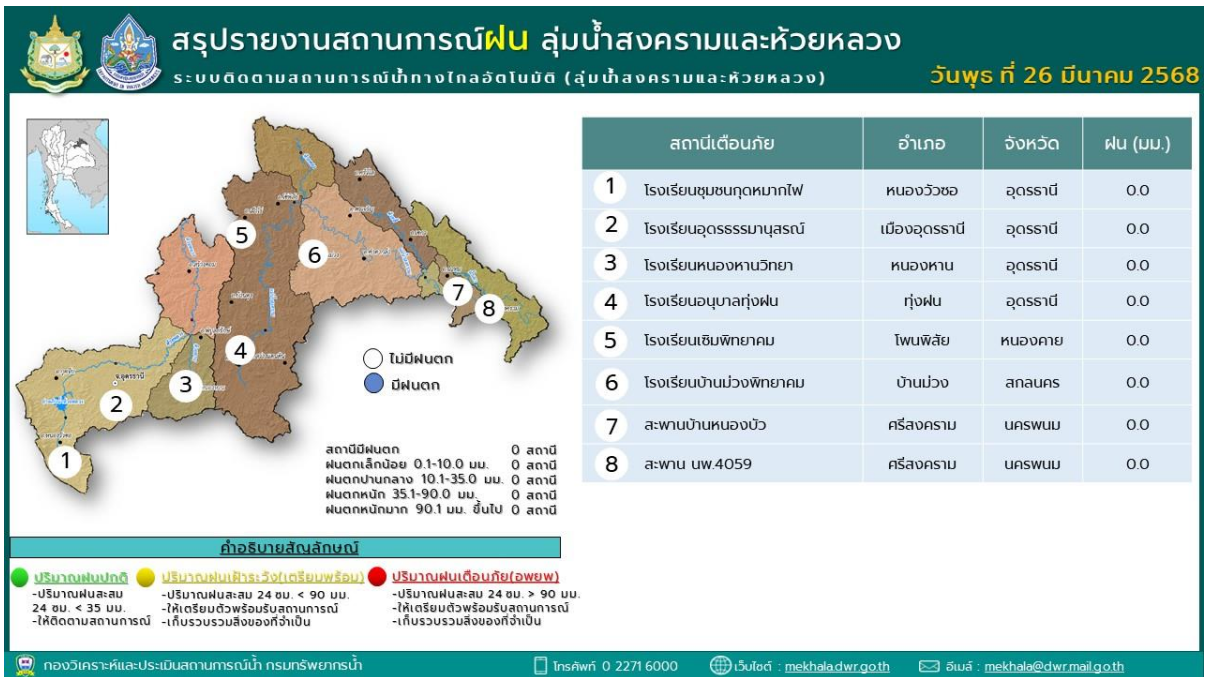 สรุปรายงานสถานการณ์ฝน ลุ่มน้ำสงครามและห้วยหลวง
ระบบติดตามสถานการณ์น้ำทางไกลอัตโนมัติ (ลุ่มน้ำสงครามและห้วยหลวง)
วันพุธ ที่ 26 มีนาคม 2568
สถานีเตือนภัย อำเภอ จังหวัด ฝน (มม.)
1 โรงเรียนชุมชนกุดหมากไฟ หนองวัวซอ อุดรธานี 0.0
2 โรงเรียนอุดรธรรมานุสรณ์ เมืองอุดรธานี อุดรธานี 0.0
3 โรงเรียนหนองหานวิทยา หนองหาน อุดรธานี 0.0
4 โรงเรียนอนุบาลทุ่งฝน ทุ่งฝน อุดรธานี 0.0
5 โรงเรียนเซิมพิทยาคม โพนพิสัย หนองคาย 0.0
6 โรงเรียนบ้านม่วงพิทยาคม บ้านม่วง สกลนคร 0.0
7 สะพานบ้านหนองบัว ศรีสงคราม นครพนม 0.0
8 สะพาน นพ.4059 ศรีสงคราม นครพนม 0.0
5
6
7
8
4
3
2
1
จ.อุดรธานี
ไม่มีฝนตก
มีฝนตก
สถานีมีฝนตก 0 สถานี
ฝนตกเล็กน้อย 0.1-10.0 มม. 0 สถานี
ฝนตกปานกลาง 10.1-35.0 มม. 0 สถานี
ฝนตกหนัก 35.1-90.0 มม. 0 สถานี
ฝนตกหนักมาก 90.1 มม. ขึ้นไป 0 สถานี
คำอธิบายสัญลักษณ์
ปริมาณฝนปกติ
-ปริมาณฝนสะสม
24 ชม. < 35 มม.
-ให้ติดตามสถานการณ์
ปริมาณฝนเฝ้าระวัง(เตรียมพร้อม)
-ปริมาณฝนสะสม 24 ชม. < 90 มม.
-ให้เตรียมตัวพร้อมรับสถานการณ์
-เก็บรวบรวมสิ่งของที่จำเป็น
ปริมาณฝนเตือนภัย(อพยพ)
-ปริมาณฝนสะสม 24 ชม. > 90 มม.
-ให้เตรียมตัวพร้อมรับสถานการณ์
-เก็บรวบรวมสิ่งของที่จำเป็น
กองวิเคราะห์และประเมินสถานการณ์น้ำ กรมทรัพยากรน้ำ
โทรศัพท์ 0 2271 6000
เว็บไซต์ : mekhala.dwr.go.th
อีเมล์ : mekhala@dwr.mail.go.th